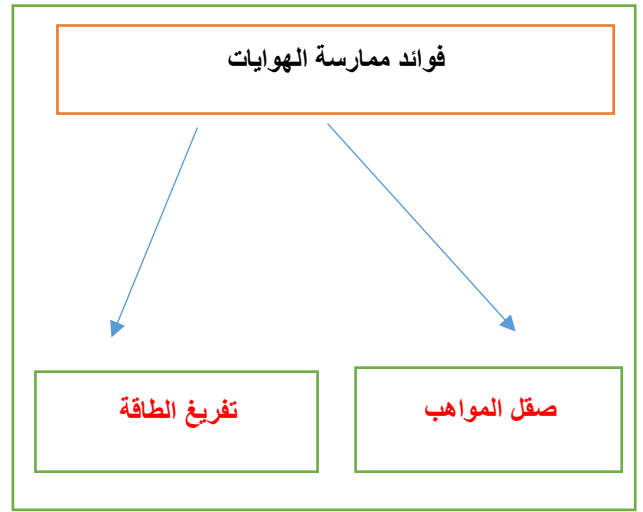 فوائد ممارسة الهوايات
صقل المواهب
تفريغ الطاقة